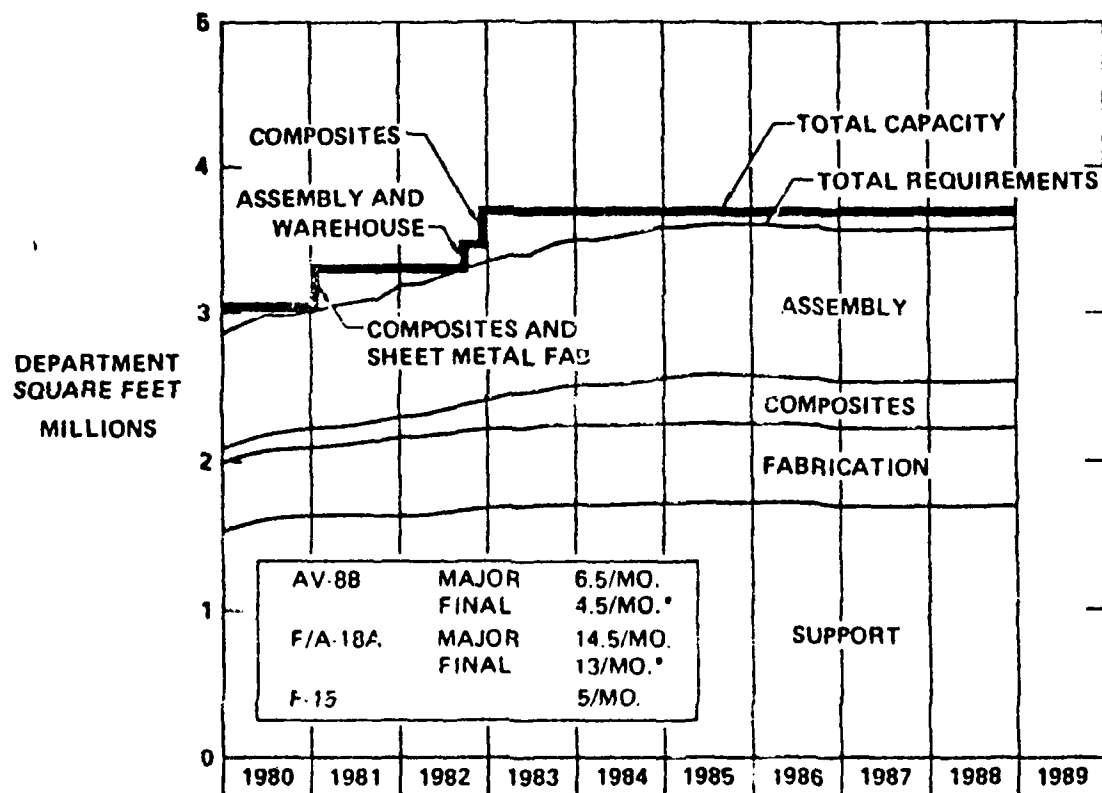 5
COMPOSITES
TOTAL CAPACITY
4
ASSEMBLY AND
WAREHOUSE
TOTAL REQUIREMENTS
3
COMPOSITES AND
SHEET METAL FAB
ASSEMBLY
DEPARTMENT
SQUARE FEET
MILLIONS
COMPOSITES
2
FABRICATION
AV-8B MAJOR 6.5/MO.
FINAL 4.5/MO.*
1
F/A-18A MAJOR 14.5/MO.
FINAL 13/MO.*
SUPPORT
F-15 5/MO.
0
1980 1981 1982 1983 1984 1985 1986 1987 1988 1989